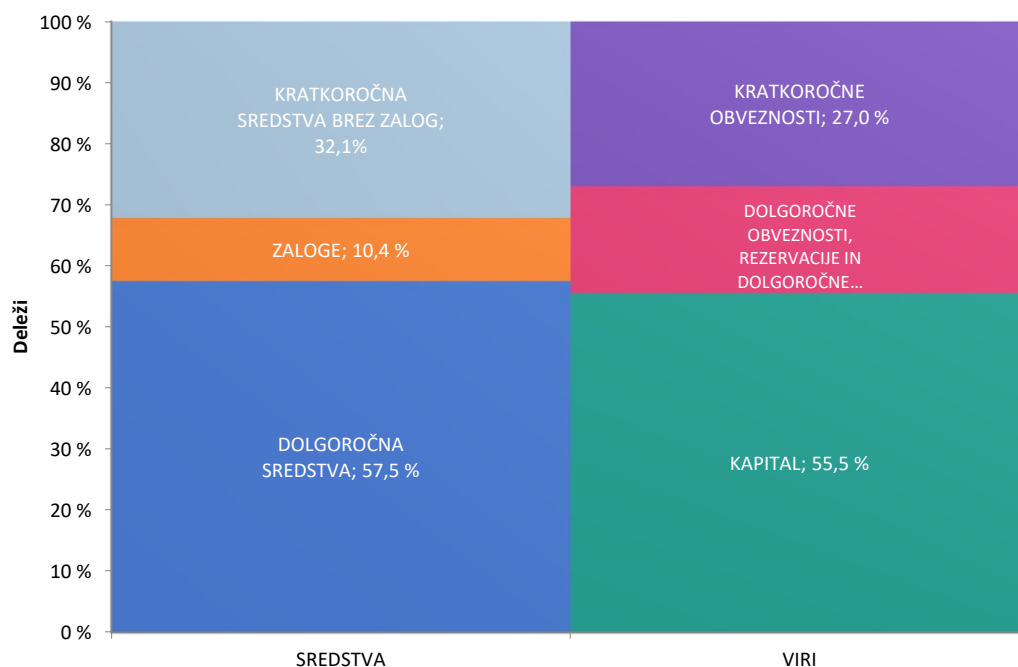 100 %
90 %
80 %
70 %
60 %
50 %
40 %
30 %
20 %
10 %
0 %
Deleži
KRATKOROČNA
SREDSTVA BREZ ZALOG;
32,1%
ZALOGE; 10,4 %
DOLGOROČNA
SREDSTVA; 57,5 %
KRATKOROČNE
OBVEZNOSTI; 27,0 %
DOLGOROČNE
OBVEZNOSTI,
REZERVACIJE IN
DOLGOROČNE...
KAPITAL; 55,5 %
SREDSTVA
VIRI